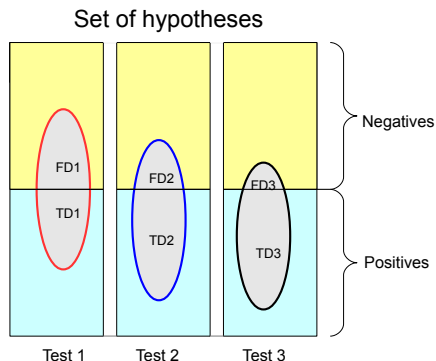 Set of hypotheses
FD1
TD1
FD2
TD2
FD3
TD3
Negatives
Positives
Test 1
Test 2
Test 3